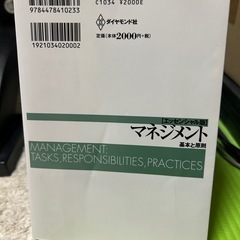 9784478410233
1921034020002
C1034 ¥2000E
ダイヤモンド社
定価(本体2000円+税)
[エッセンシャル版]
マネジメント
基本と原則
MANAGEMENT:
TASKS, RESPONSIBILITIES, PRACTICES